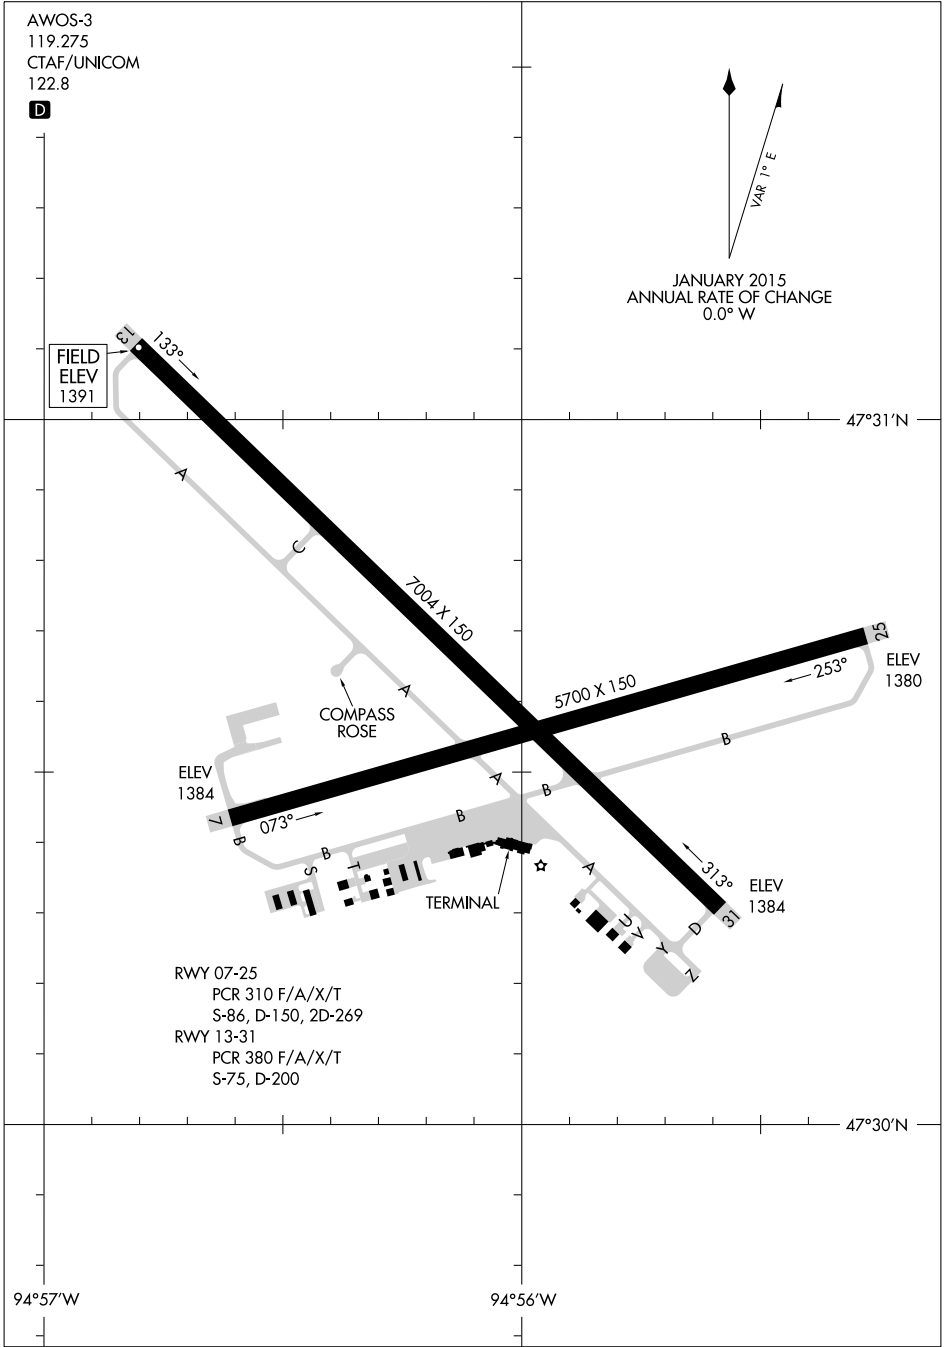 AWOS-3
119.275
CTAF/UNICOM
122.8
D
VAR 1° E
JANUARY 2015
ANNUAL RATE OF CHANGE
0.0° W
13
133°
FIELD
ELEV
1391
47°31'N
A
C
7004 X 150
25
ELEV
1380
253°
5700 X 150
A
COMPASS
ROSE
B
ELEV
1384
A
B
7
073°
B
B
B
S
T
TERMINAL
A
313°
ELEV
1384
31
U
V
Y
D
Z
RWY 07-25
PCR 310 F/A/X/T
S-86, D-150, 2D-269
RWY 13-31
PCR 380 F/A/X/T
S-75, D-200
47°30'N
94°57'W
94°56'W